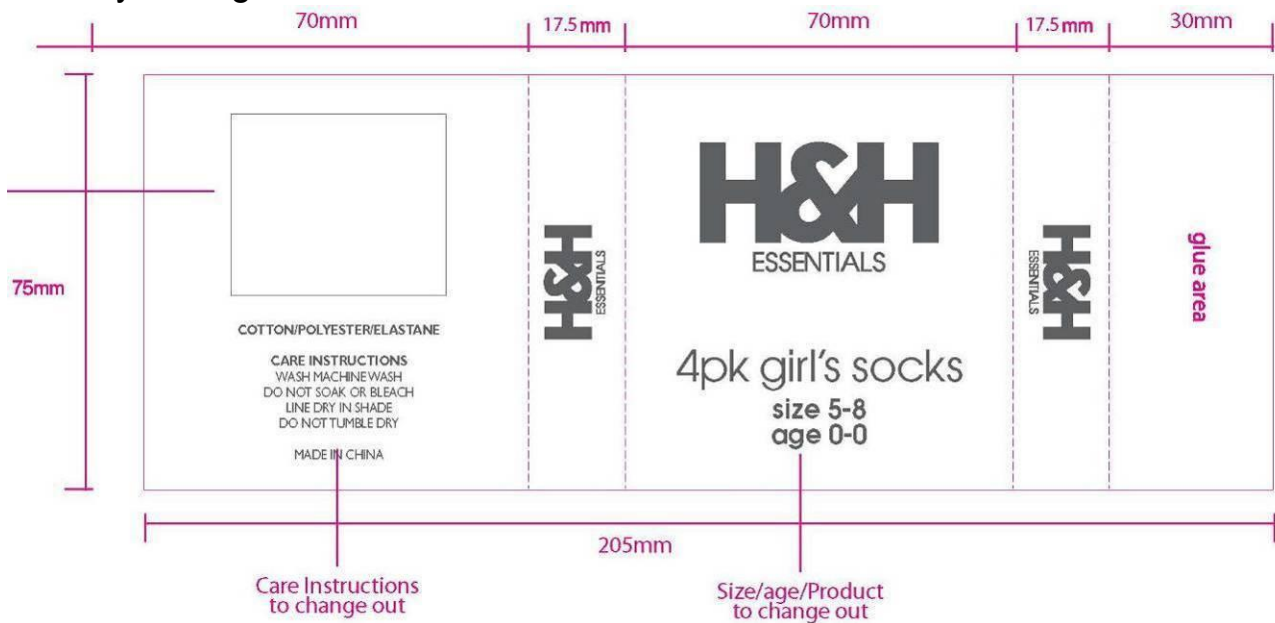 70mm
17.5mm
70mm
17.5mm
30mm
75mm
COTTON/POLYESTER/ELASTANE
CARE INSTRUCTIONS
WASH MACHINE WASH
DO NOT SOAK OR BLEACH
LINE DRY IN SHADE
DO NOT TUMBLE DRY
MADE IN CHINA
H&H
ESSENTIALS
H&H
ESSENTIALS
4pk girl's socks
size 5-8
age 0-0
H&H
ESSENTIALS
glue area
205mm
Care Instructions
to change out
Size/age/Product
to change out